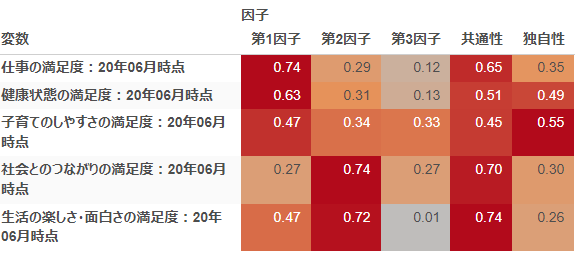 因子
変数 第1因子 第2因子 第3因子 共通性 独自性
仕事の満足度：20年06月時点 0.74 0.29 0.12 0.65 0.35
健康状態の満足度：20年06月時点 0.63 0.31 0.13 0.51 0.49
子育てのしやすさの満足度：20年06月 0.47 0.34 0.33 0.45 0.55
時点
社会とのつながりの満足度：20年06月 0.27 0.74 0.27 0.70 0.30
時点
生活の楽しさ・面白さの満足度：20年 0.47 0.72 0.01 0.74 0.26
06月時点